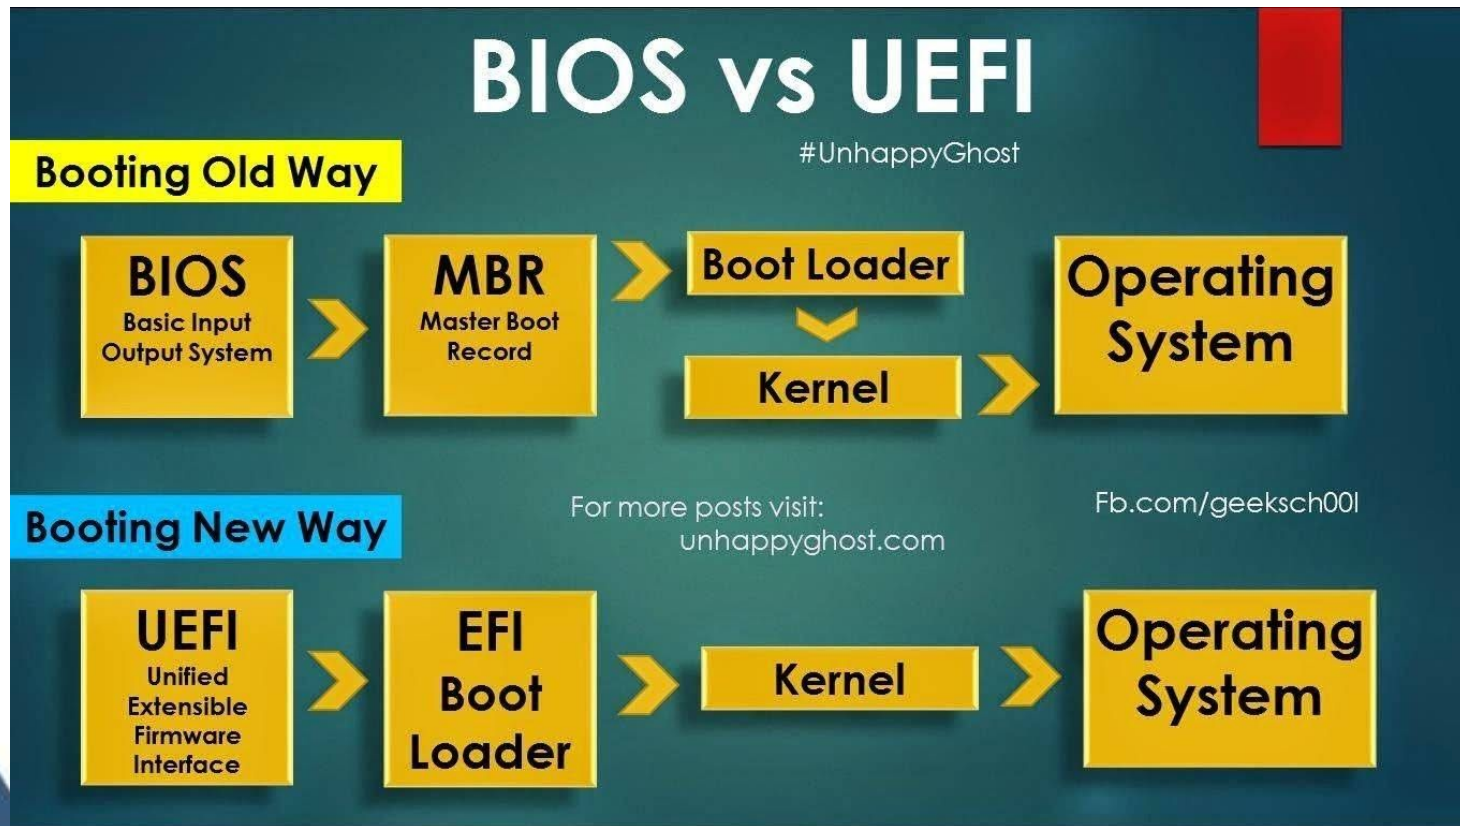 BIOS vs UEFI
#UnhappyGhost
Booting Old Way
BIOS
Basic Input
Output System
MBR
Master Boot
Record
Boot Loader
Kernel
Operating
System
For more posts visit:
unhappyghost.com
Fb.com/geeksch00l
Booting New Way
UEFI
Unified
Extensible
Firmware
Interface
EFI
Boot
Loader
Kernel
Operating
System